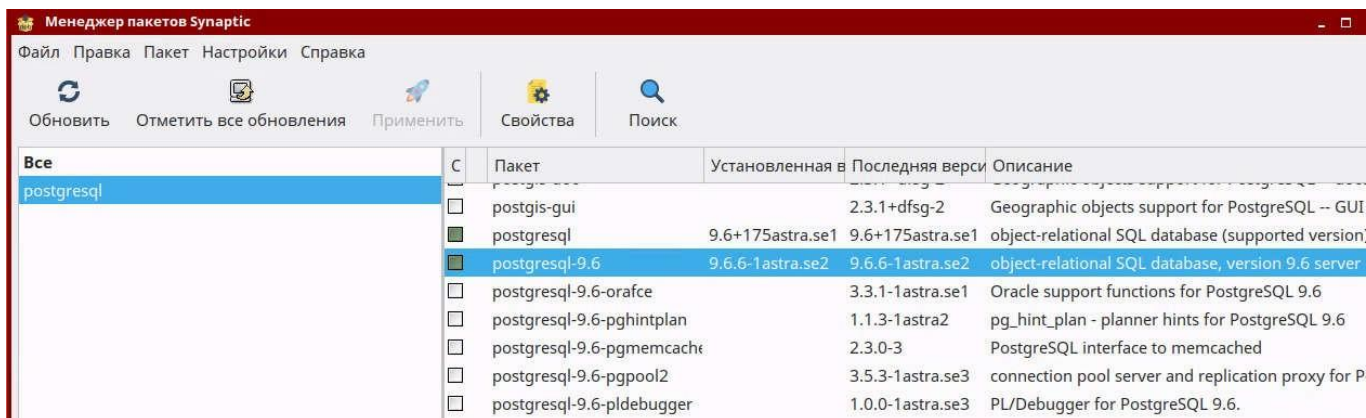 Менеджер пакетов Synaptic
Файл Правка Пакет Настройки Справка
Обновить Отметить все обновления Применить Свойства Поиск
Все
postgresql
С Пакет Установленная в Последняя верси Описание
postgis-gui 2.3.1+dfsg-2 Geographic objects support for PostgreSQL -- GUI
postgresql 9.6+175astra.se1 9.6+175astra.se1 object-relational SQL database (supported version)
postgresql-9.6 9.6.6-1astra.se2 9.6.6-1astra.se2 object-relational SQL database, version 9.6 server
postgresql-9.6-orafce 3.3.1-1astra.se1 Oracle support functions for PostgreSQL 9.6
postgresql-9.6-pghintplan 1.1.3-1astra2 pg_hint_plan - planner hints for PostgreSQL 9.6
postgresql-9.6-pgmemcache 2.3.0-3 PostgreSQL interface to memcached
postgresql-9.6-pgpool2 3.5.3-1astra.se3 connection pool server and replication proxy for P
postgresql-9.6-pldebugger 1.0.0-1astra.se3 PL/Debugger for PostgreSQL 9.6.